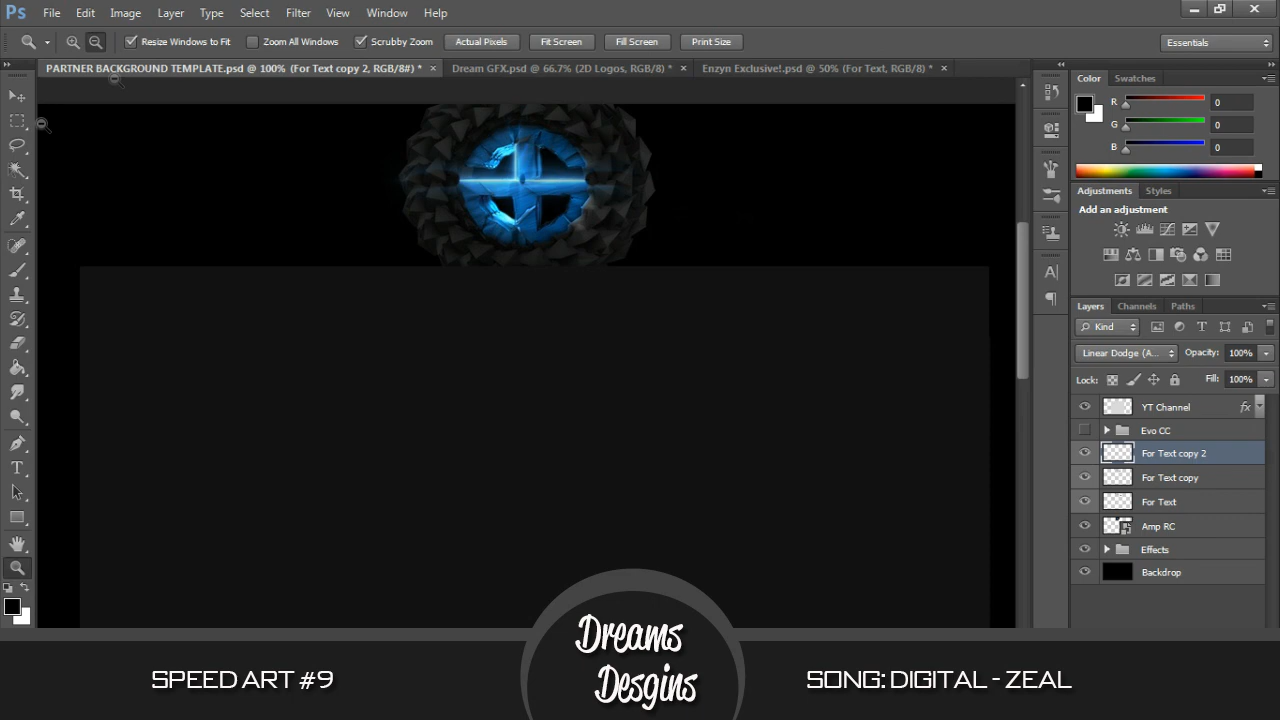 Ps File Edit Image Layer Type Select Filter View Window Help
Resize Windows to Fit Zoom All Windows Scrubby Zoom Actual Pixels Fit Screen Fill Screen Print Size Essentials
PARTNER BACKGROUND TEMPLATE.psd @ 100% (For Text copy 2, RGB/8#) * × Dream GFX.psd @ 66.7% (2D Logos, RGB/8) * × Enzyn Exclusive!.psd @ 50% (For Text, RGB/8) * ×
Color Swatches
R 0
G 0
B 0
Adjustments Styles
Add an adjustment
Layers Channels Paths
Kind
Linear Dodge (A... Opacity: 100%
Lock: Fill: 100%
YT Channel fx
Evo CC
For Text copy 2
For Text copy
For Text
Amp RC
Effects
Backdrop
Dreams
Desgins
SPEED ART #9
SONG: DIGITAL - ZEAL